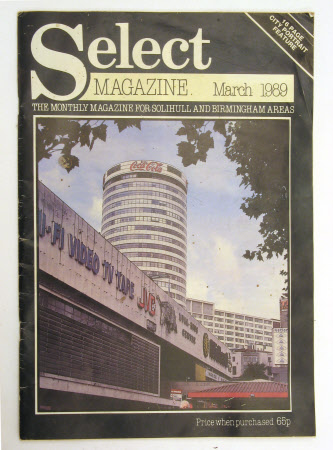 16 PAGE
CITY PORTRAIT
FEATURE
Select
MAGAZINE. March 1989
THE MONTHLY MAGAZINE FOR SOLIHULL AND BIRMINGHAM AREAS
Coca-Cola
HI-FI VIDEO TV TAPES JVC
Price when purchased 65p